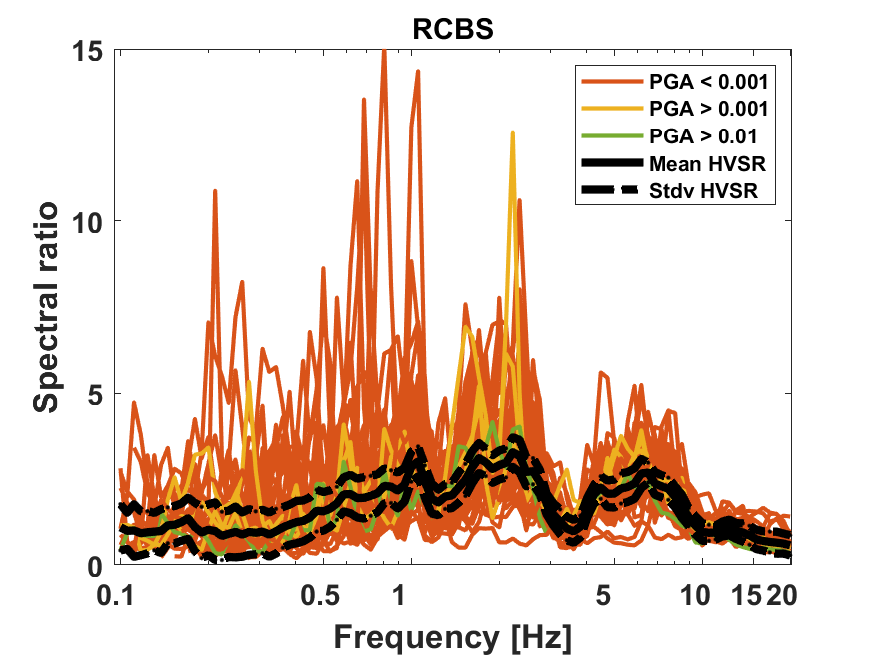 RCBS
15
10
5
0
Spectral ratio
PGA < 0.001
PGA > 0.001
PGA > 0.01
Mean HVSR
Stdv HVSR
0.1 0.5 1 5 10 15 20
Frequency [Hz]